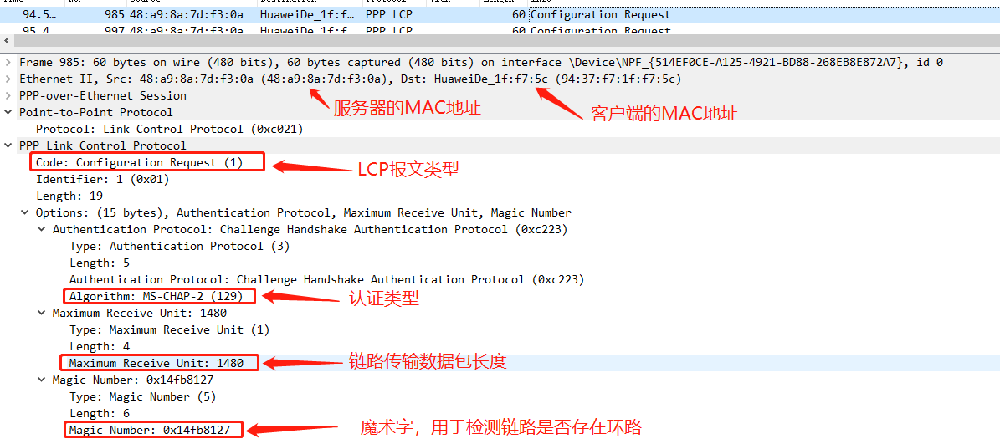 94.5… 985 48:a9:8a:7d:f3:0a HuaweiDe_1f:f… PPP LCP 60 Configuration Request
95.4 997 48:a9:8a:7d:f3:0a HuaweiDe_1f:f PPP LCP 60 Configuration Request
Frame 985: 60 bytes on wire (480 bits), 60 bytes captured (480 bits) on interface \Device\NPF_{514EF0CE-A125-4921-BD88-268EB8E872A7}, id 0
Ethernet II, Src: 48:a9:8a:7d:f3:0a (48:a9:8a:7d:f3:0a), Dst: HuaweiDe_1f:f7:5c (94:37:f7:1f:f7:5c)
PPP-over-Ethernet Session
服务器的MAC地址
客户端的MAC地址
Point-to-Point Protocol
Protocol: Link Control Protocol (0xc021)
PPP Link Control Protocol
Code: Configuration Request (1)
LCP报文类型
Identifier: 1 (0x01)
Length: 19
Options: (15 bytes), Authentication Protocol, Maximum Receive Unit, Magic Number
Authentication Protocol: Challenge Handshake Authentication Protocol (0xc223)
Type: Authentication Protocol (3)
Length: 5
Authentication Protocol: Challenge Handshake Authentication Protocol (0xc223)
Algorithm: MS-CHAP-2 (129)
认证类型
Maximum Receive Unit: 1480
Type: Maximum Receive Unit (1)
Length: 4
Maximum Receive Unit: 1480
链路传输数据包长度
Magic Number: 0x14fb8127
Type: Magic Number (5)
Length: 6
Magic Number: 0x14fb8127
魔术字，用于检测链路是否存在环路